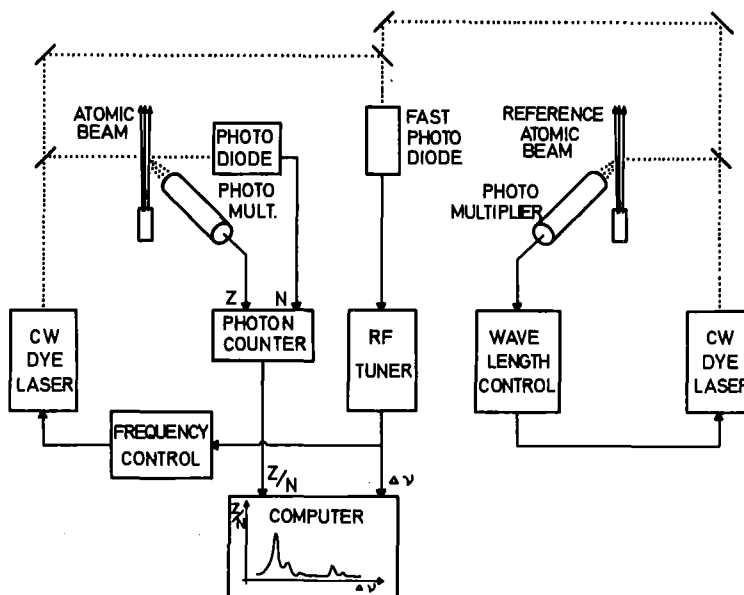 ATOMIC
BEAM
PHOTO
DIODE
PHOTO
MULT.
FAST
PHOTO
DIODE
REFERENCE
ATOMIC
BEAM
PHOTO
MULTIPLIER
Z
N
CW
DYE
LASER
PHOTON
COUNTER
RF
TUNER
WAVE
LENGTH
CONTROL
CW
DYE
LASER
FREQUENCY
CONTROL
Z/N
Δν
Z/N
COMPUTER
Δν